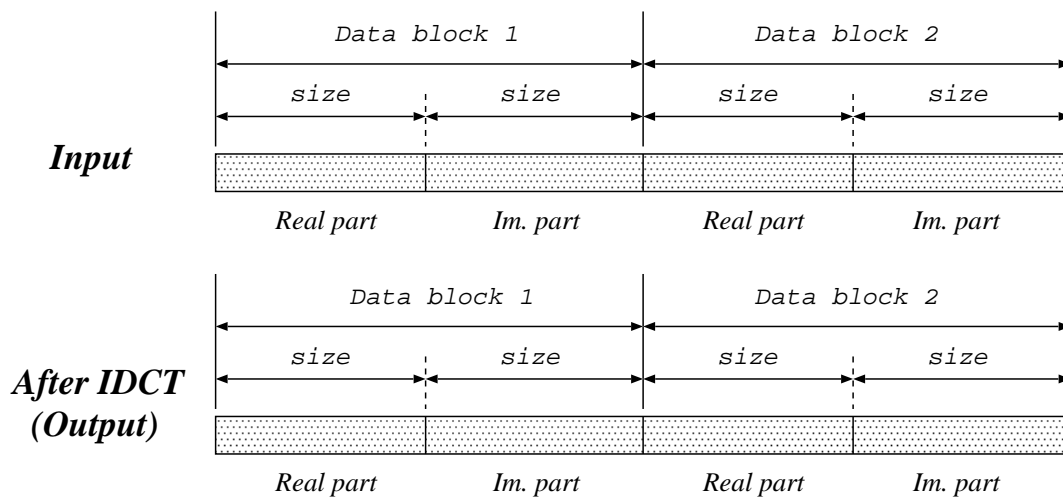 Data block 1 Data block 2
size size size size
Input
Real part Im. part Real part Im. part
Data block 1 Data block 2
size size size size
After IDCT
(Output)
Real part Im. part Real part Im. part